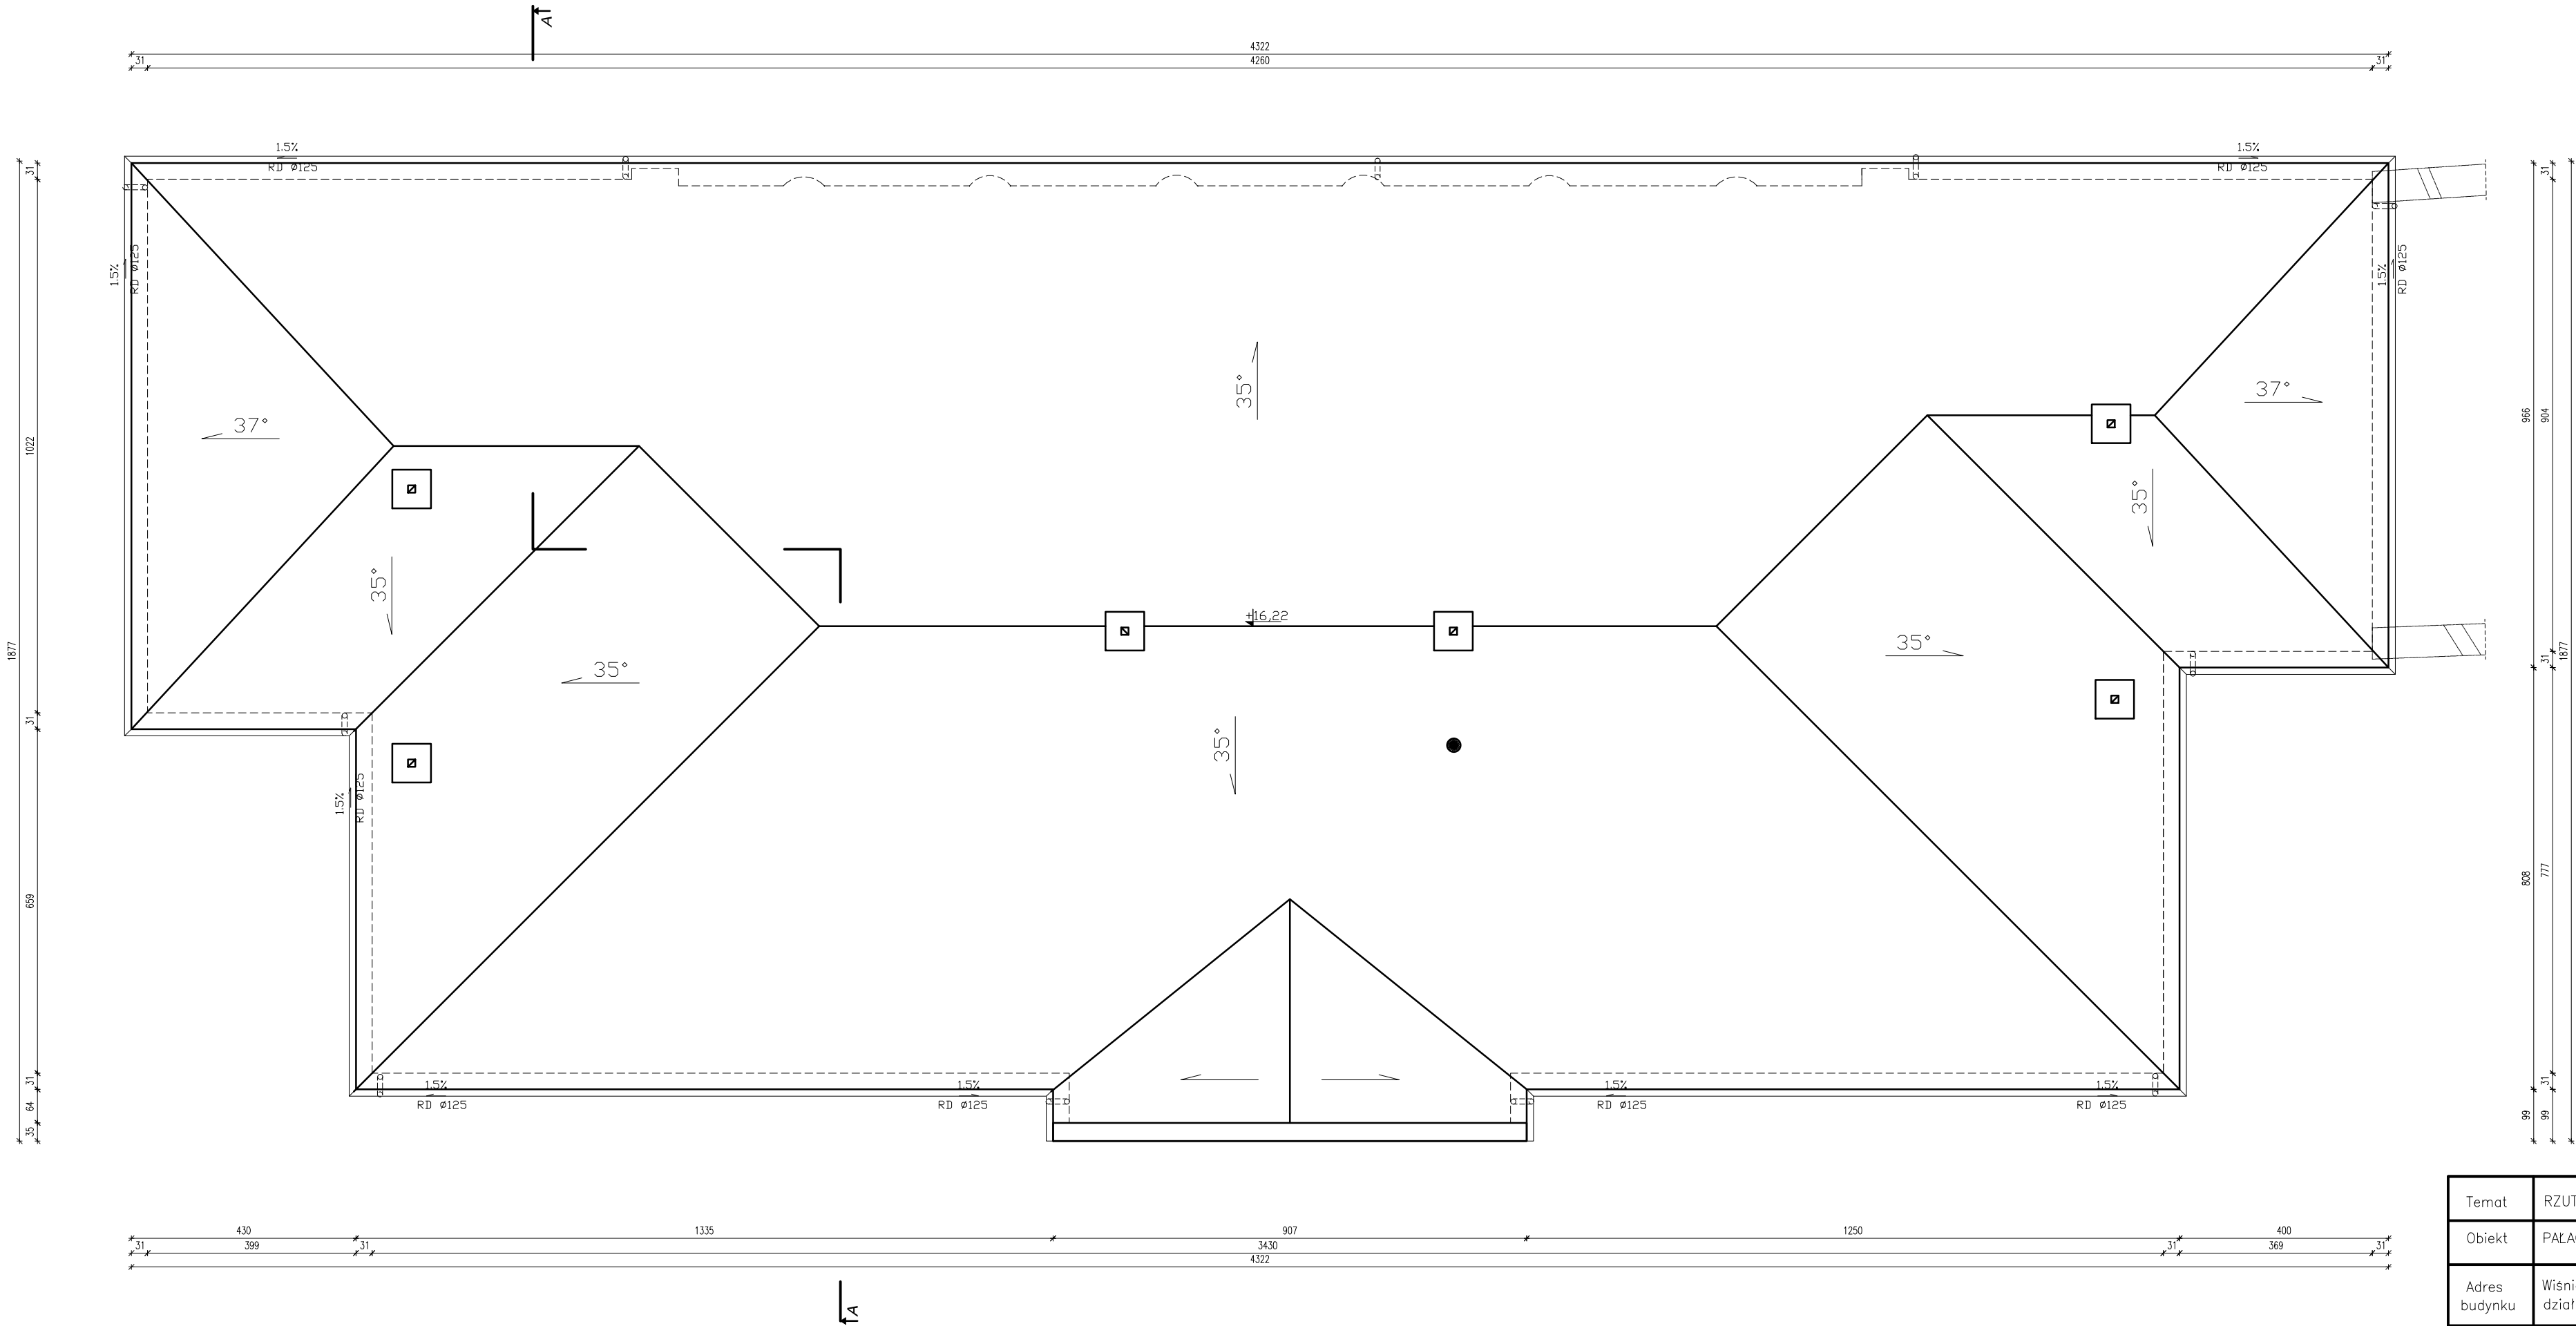 A
4322
31
4260
31
1.5%
RD ø125
1.5%
RD ø125
31
31
1.5%
RD ø125
1.5%
RD ø125
35°
37°
37°
966
904
1022
35°
35°
+16,22
35°
35°
1877
31
31
1877
35°
1.5%
RD ø125
659
808
777
31
31
64
35
99
99
1.5%
RD ø125
1.5%
RD ø125
1.5%
RD ø125
1.5%
RD ø125
430
1335
907
1250
400
31
399
31
3430
31
369
31
4322
A
Temat
RZUT
Obiekt
PAŁA
Adres
budynku
Wiśni
dział